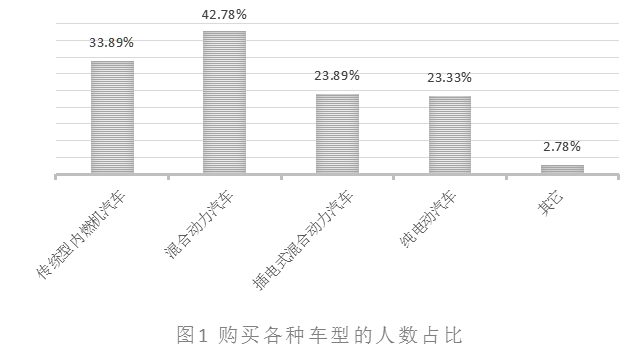 42.78%
33.89%
23.89%
23.33%
2.78%
传统型内燃机汽车
混合动力汽车
插电式混合动力汽车
纯电动汽车
其它
图1 购买各种车型的人数占比